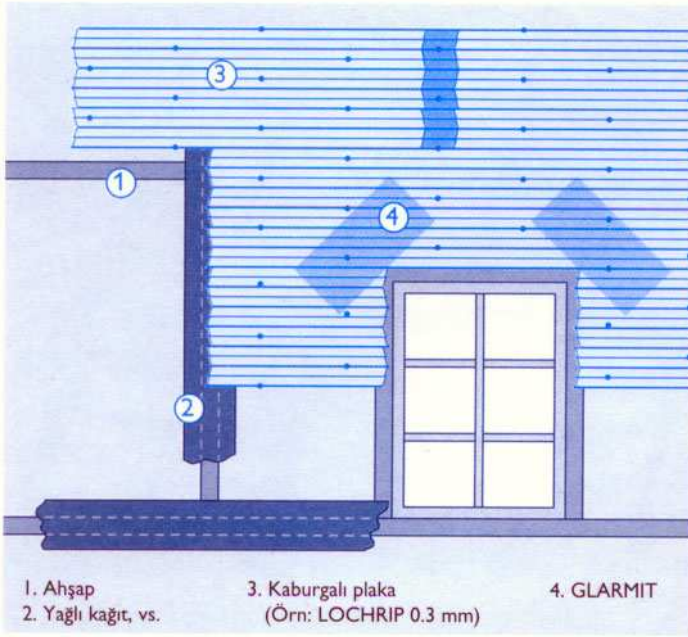 3
1
4
2
1. Ahşap
2. Yağlı kağıt, vs.
3. Kaburgalı plaka
(Örn: LOCHRIP 0.3 mm)
4. GLARMIT